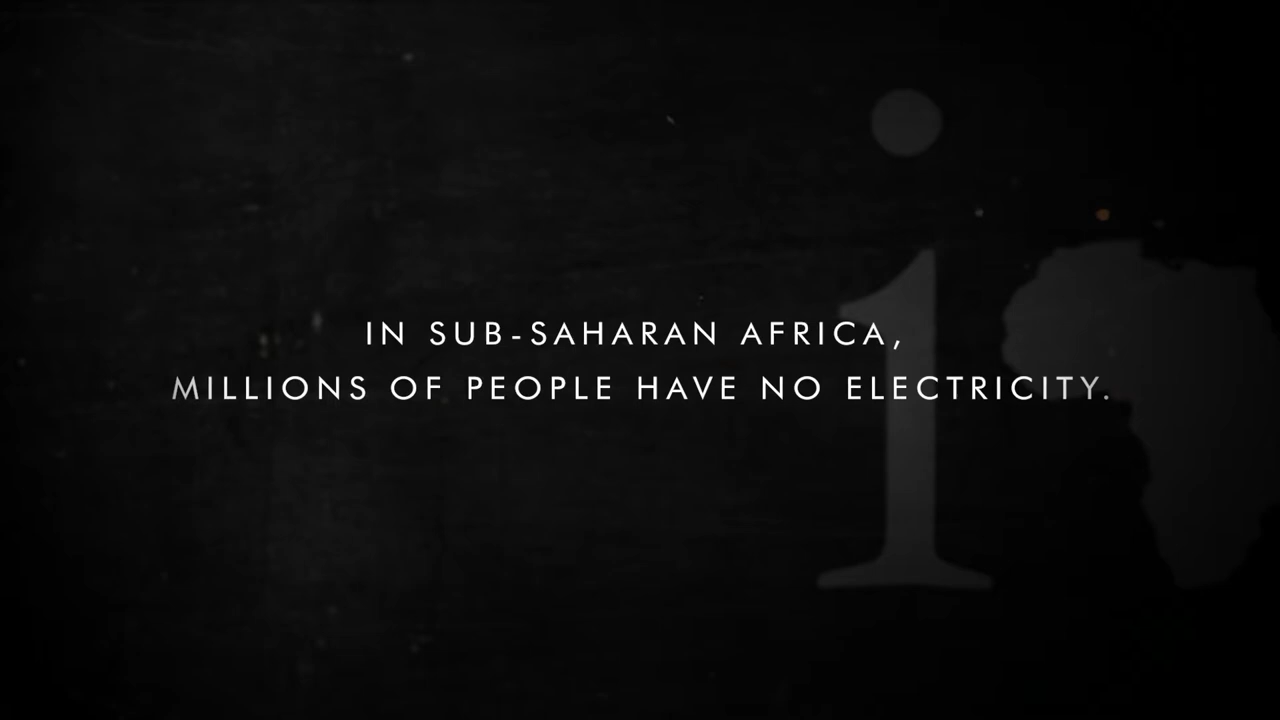 IN SUB-SAHARAN AFRICA,
MILLIONS OF PEOPLE HAVE NO ELECTRICITY.
i